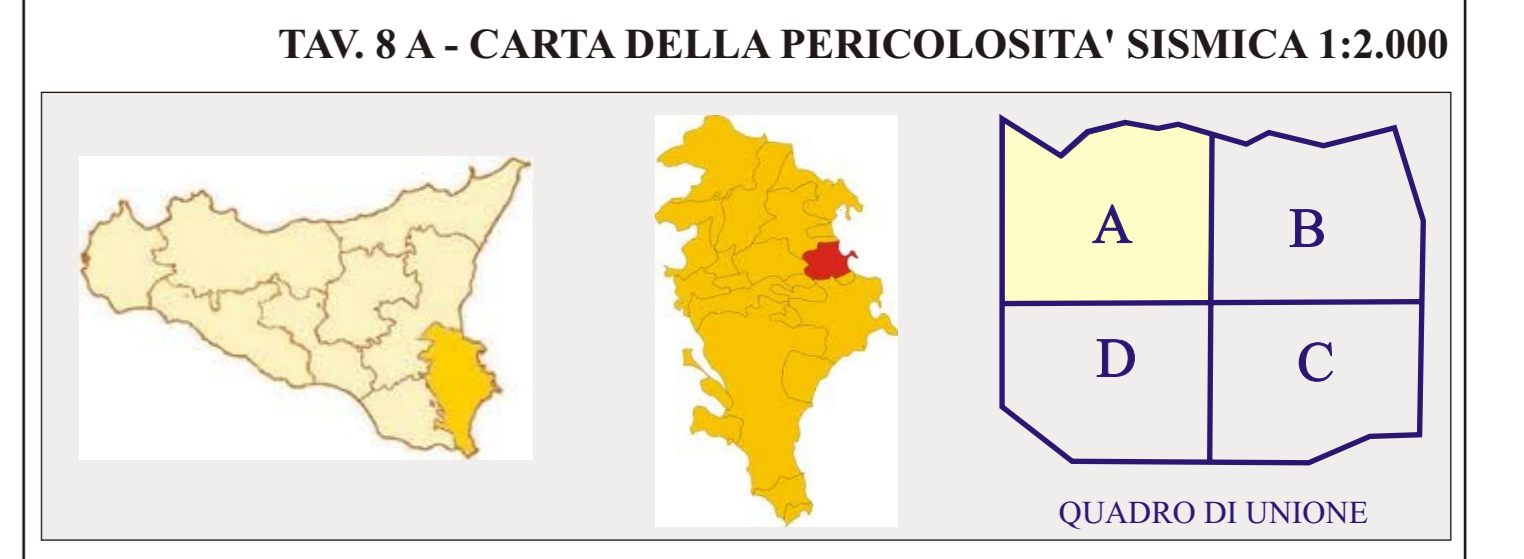 TAV. 8 A - CARTA DELLA PERICOLOSITA' SISMICA 1:2.000
A
B
D
C
QUADRO DI UNIONE